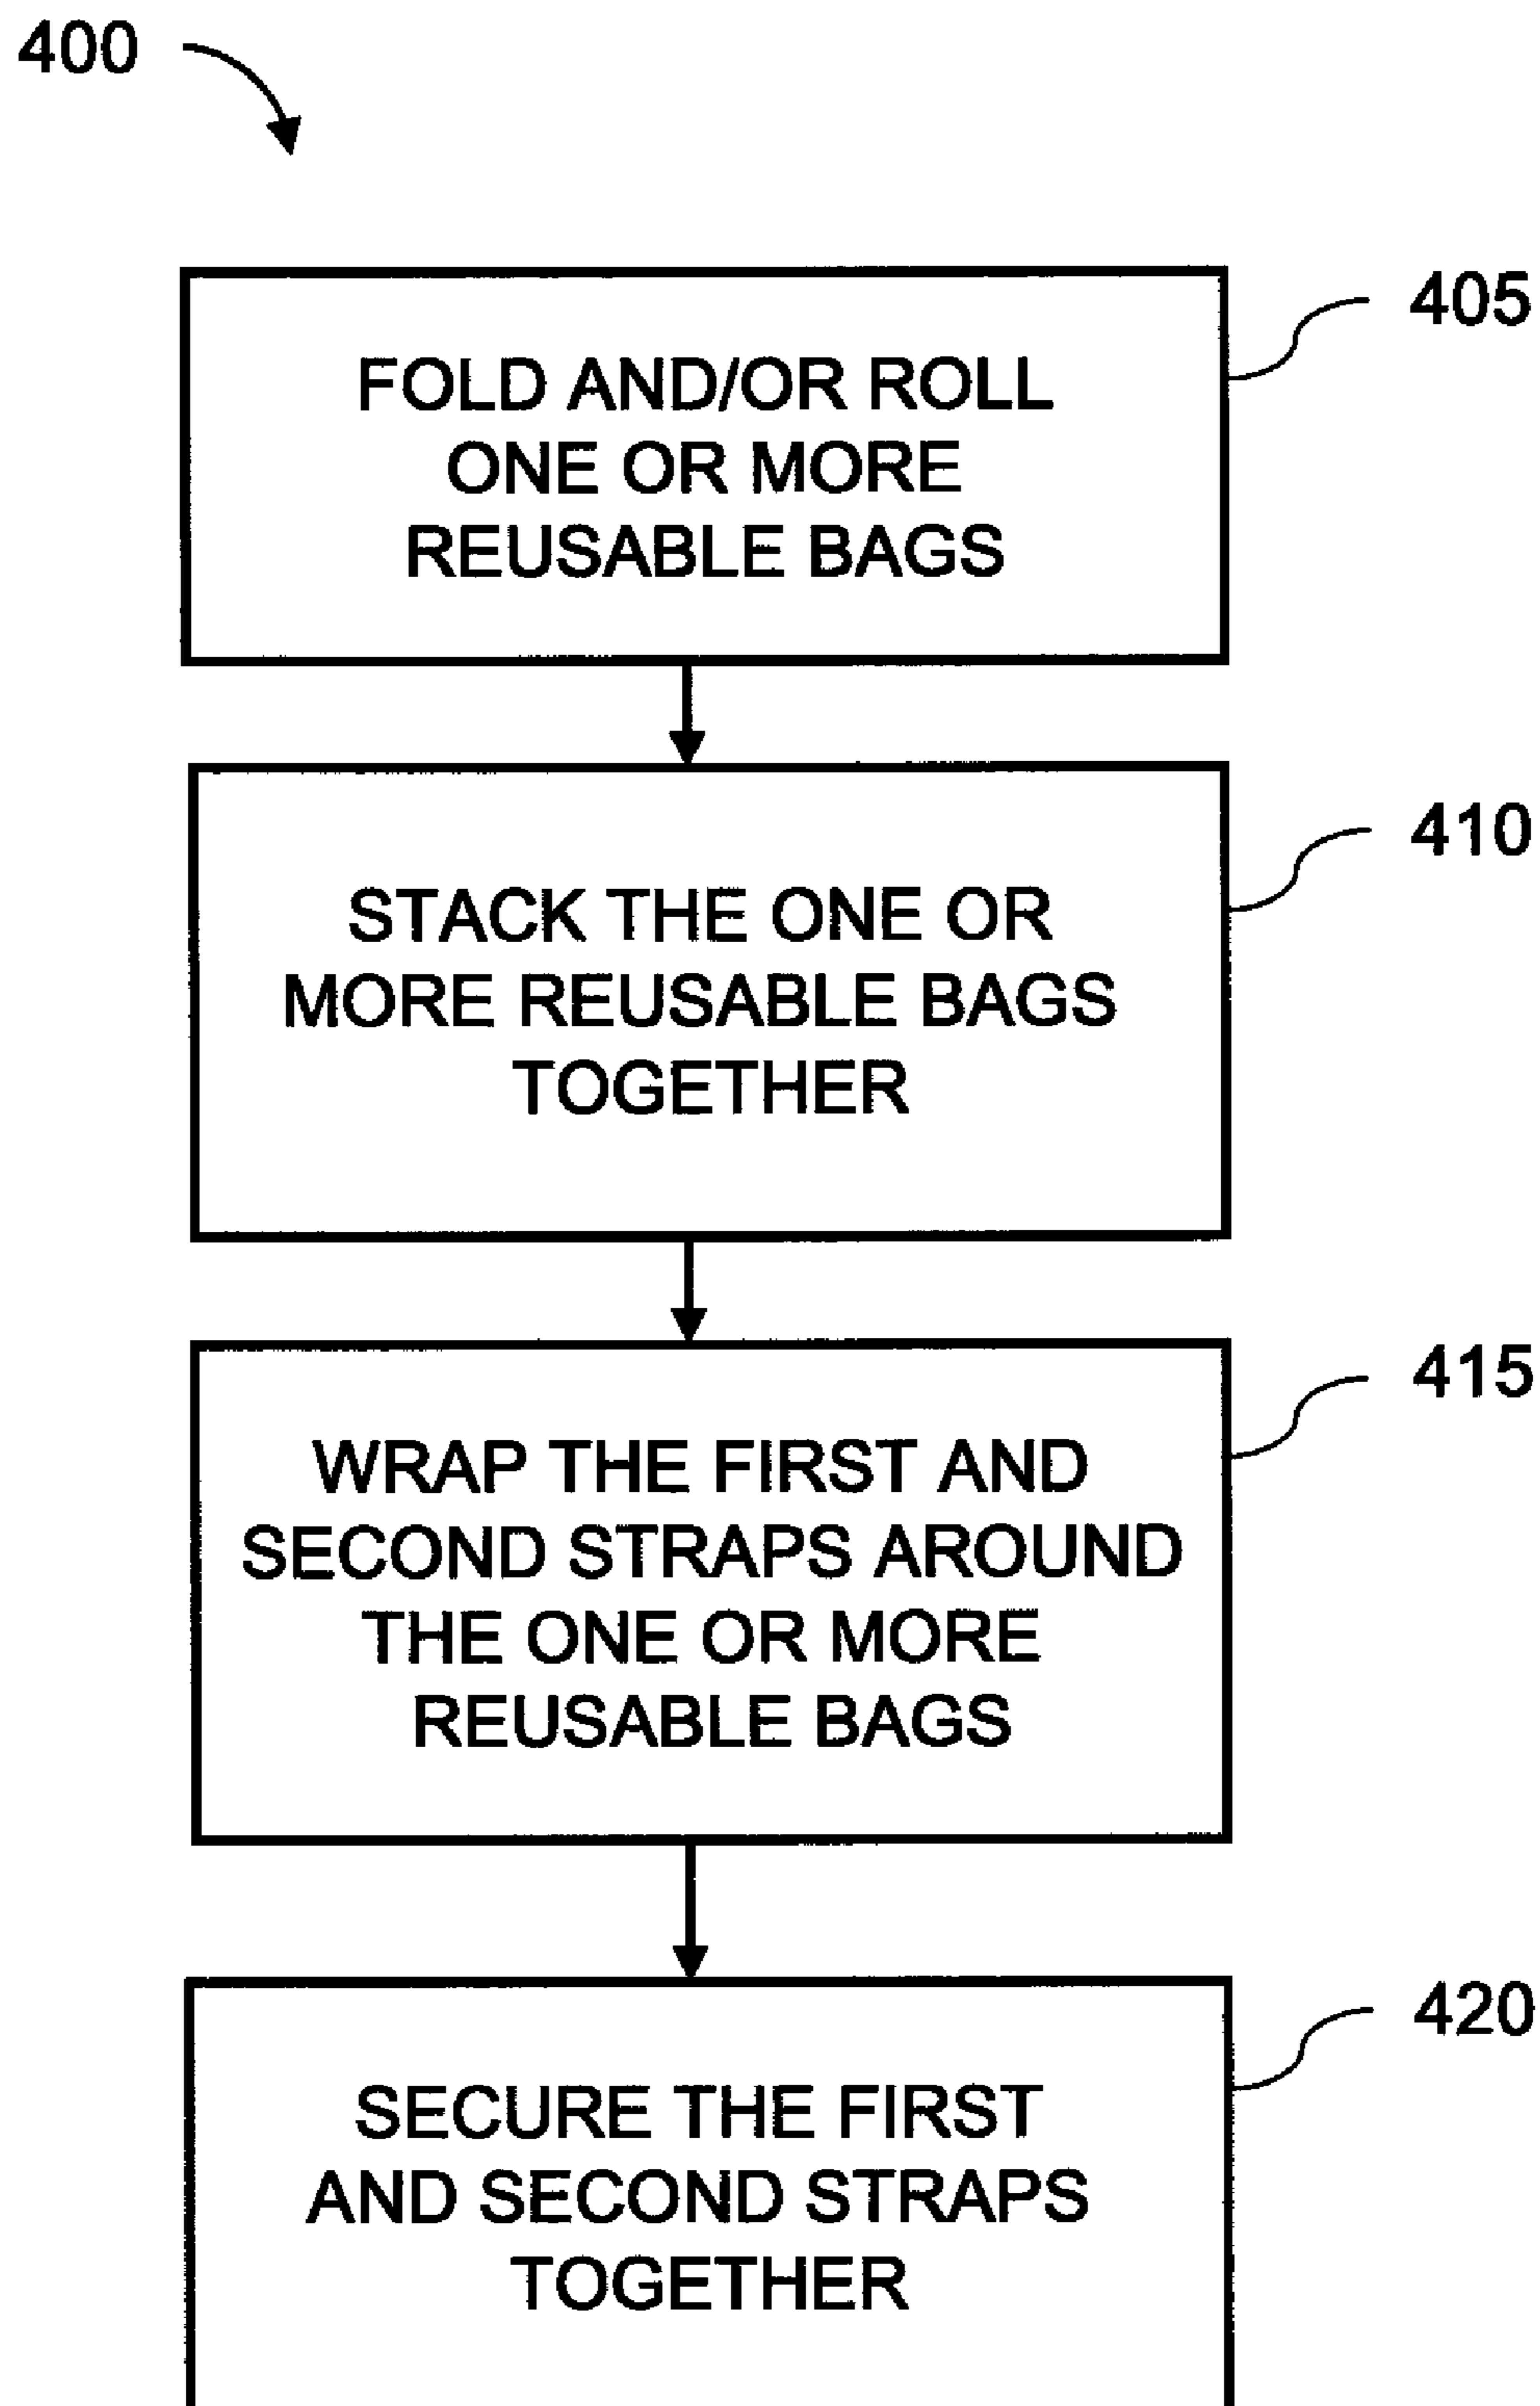 400
405
FOLD AND/OR ROLL
ONE OR MORE
REUSABLE BAGS
410
STACK THE ONE OR
MORE REUSABLE BAGS
TOGETHER
415
WRAP THE FIRST AND
SECOND STRAPS AROUND
THE ONE OR MORE
REUSABLE BAGS
420
SECURE THE FIRST
AND SECOND STRAPS
TOGETHER